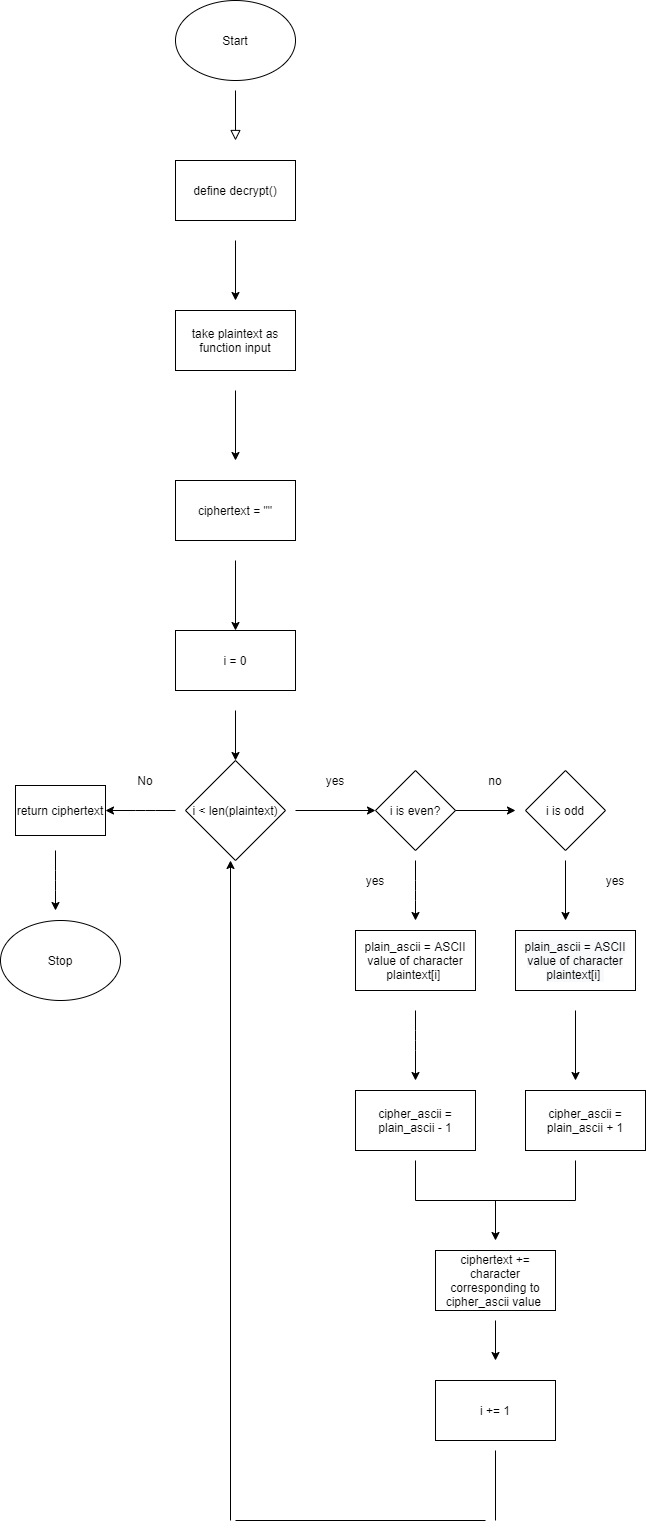 Start
define decrypt()
take plaintext as
function input
ciphertext = ""
i = 0
No
yes
no
return ciphertext
i < len(plaintext)
i is even?
i is odd
yes
yes
Stop
plain_ascii = ASCII
value of character
plaintext[i]
plain_ascii = ASCII
value of character
plaintext[i]
cipher_ascii =
plain_ascii - 1
cipher_ascii =
plain_ascii + 1
ciphertext +=
character
corresponding to
cipher_ascii value
i += 1